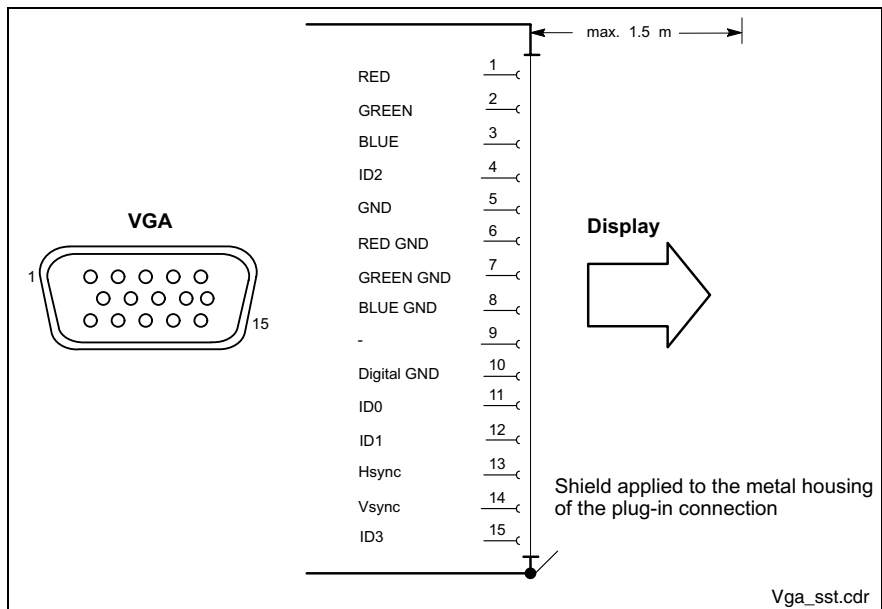 max. 1.5 m
RED 1
GREEN 2
BLUE 3
ID2 4
GND 5
RED GND 6
GREEN GND 7
BLUE GND 8
- 9
Digital GND 10
ID0 11
ID1 12
Hsync 13
Vsync 14
ID3 15
VGA
1
15
Display
Shield applied to the metal housing
of the plug-in connection
Vga_sst.cdr